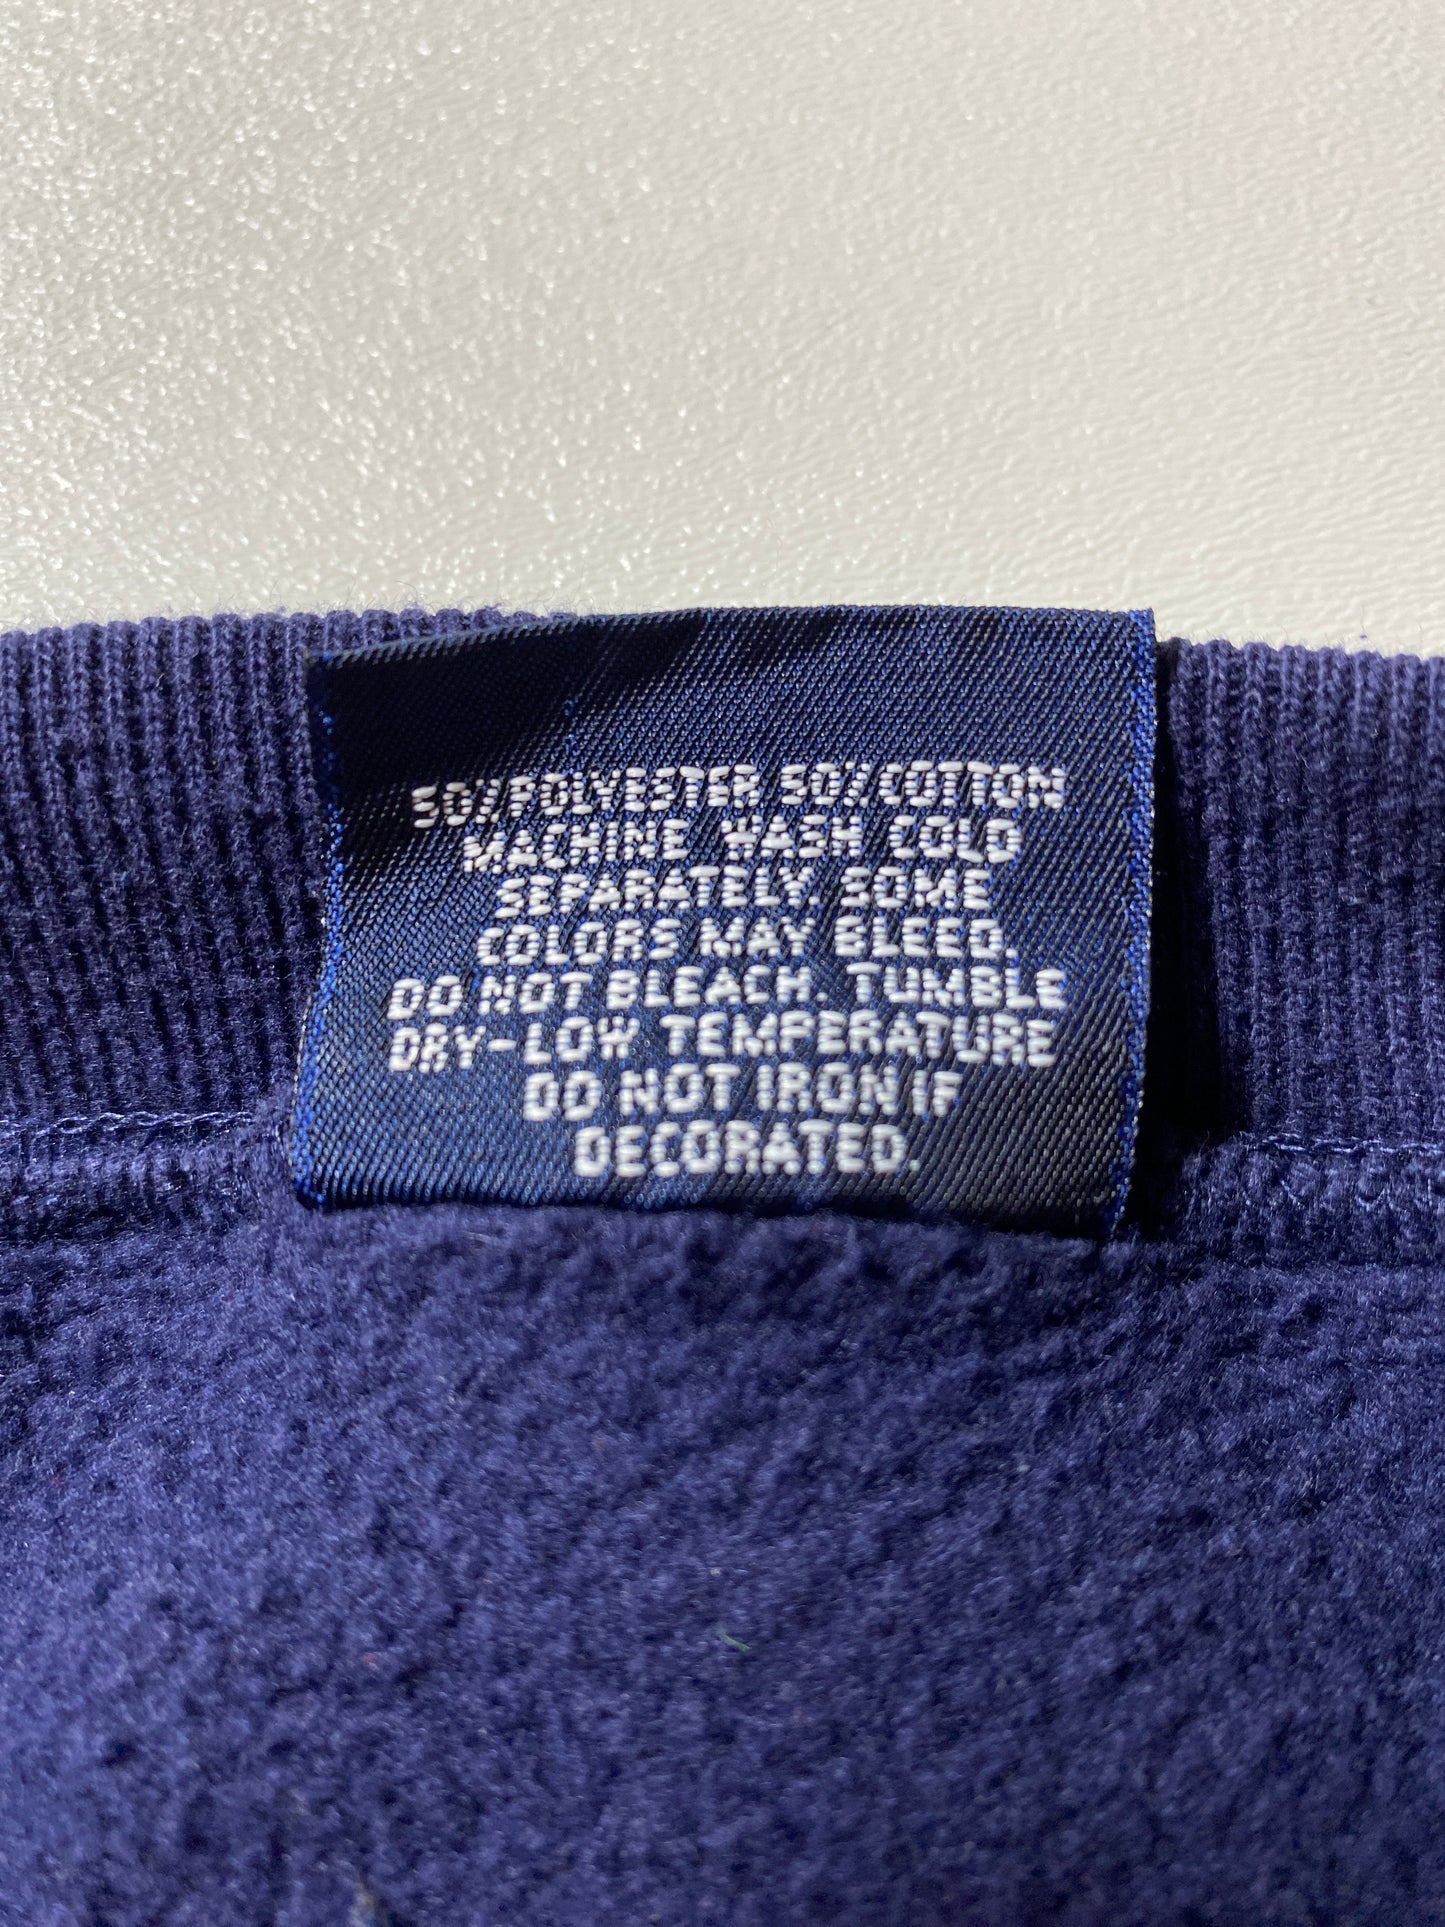 50%POLYESTER 50%COTTON
MACHINE WASH COLD
SEPARATELY SOME
COLORS MAY BLEED.
DO NOT BLEACH. TUMBLE
DRY-LOW TEMPERATURE
DO NOT IRON IF
DECORATED.